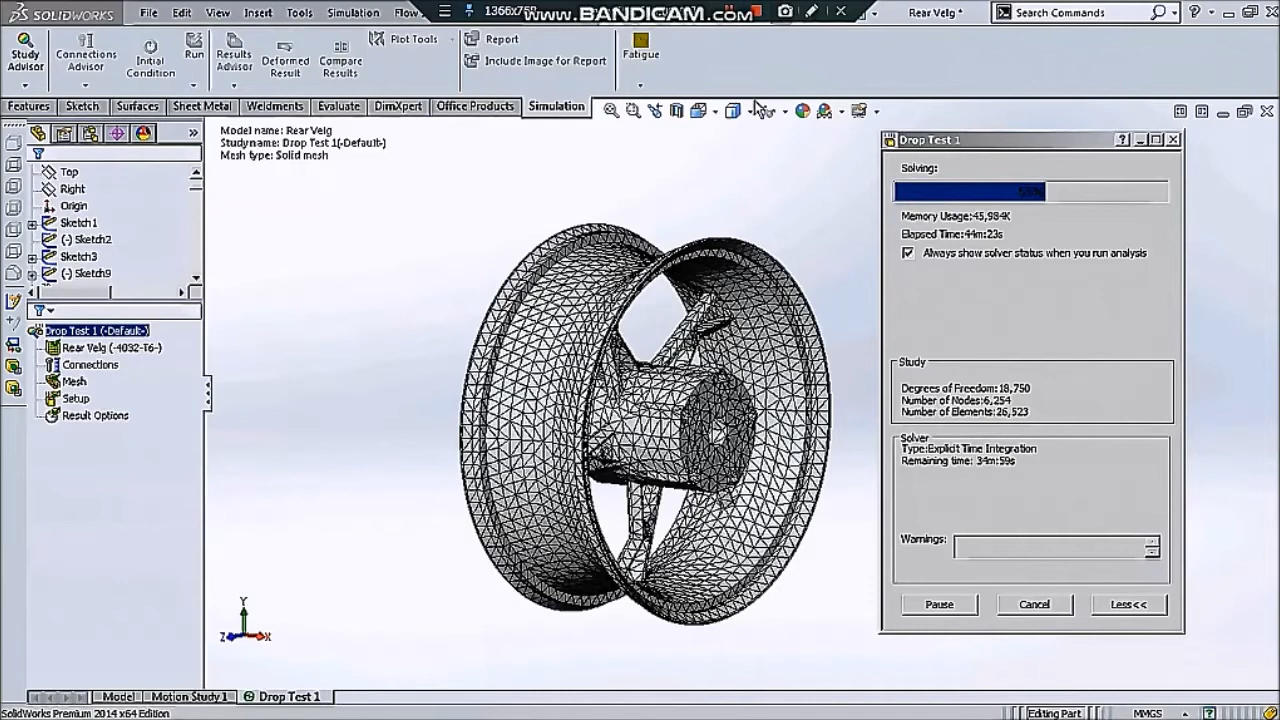 SOLIDWORKS File Edit View Insert Tools Simulation Flow 1366x768 www.BANDICAM.com Rear Velg * Search Commands
Study Advisor
Connections Advisor
Initial Condition
Run
Results Advisor
Deformed Result
Compare Results
Plot Tools
Report
Include Image for Report
Fatigue
Features Sketch Surfaces Sheet Metal Weldments Evaluate DimXpert Office Products Simulation
Model name: Rear Velg
Studyname: Drop Test 1(-Default-)
Mesh type: Solid mesh
Top
Right
Origin
Sketch1
(-) Sketch2
Sketch3
(-) Sketch9
Drop Test 1 (-Default-)
Rear Velg (-4032-T6-)
Connections
Mesh
Setup
Result Options
Drop Test 1
Solving:
Memory Usage:45,984K
Elapsed Time:44m:23s
Always show solver status when you run analysis
Study
Degrees of Freedom:18,750
Number of Nodes:6,254
Number of Elements:26,523
Solver
Type:Explicit Time Integration
Remaining time: 34m:59s
Warnings:
Pause Cancel Less<<
Y
Z X
Model Motion Study 1 Drop Test 1
SolidWorks Premium 2014 x64 Edition Editing Part MMGS